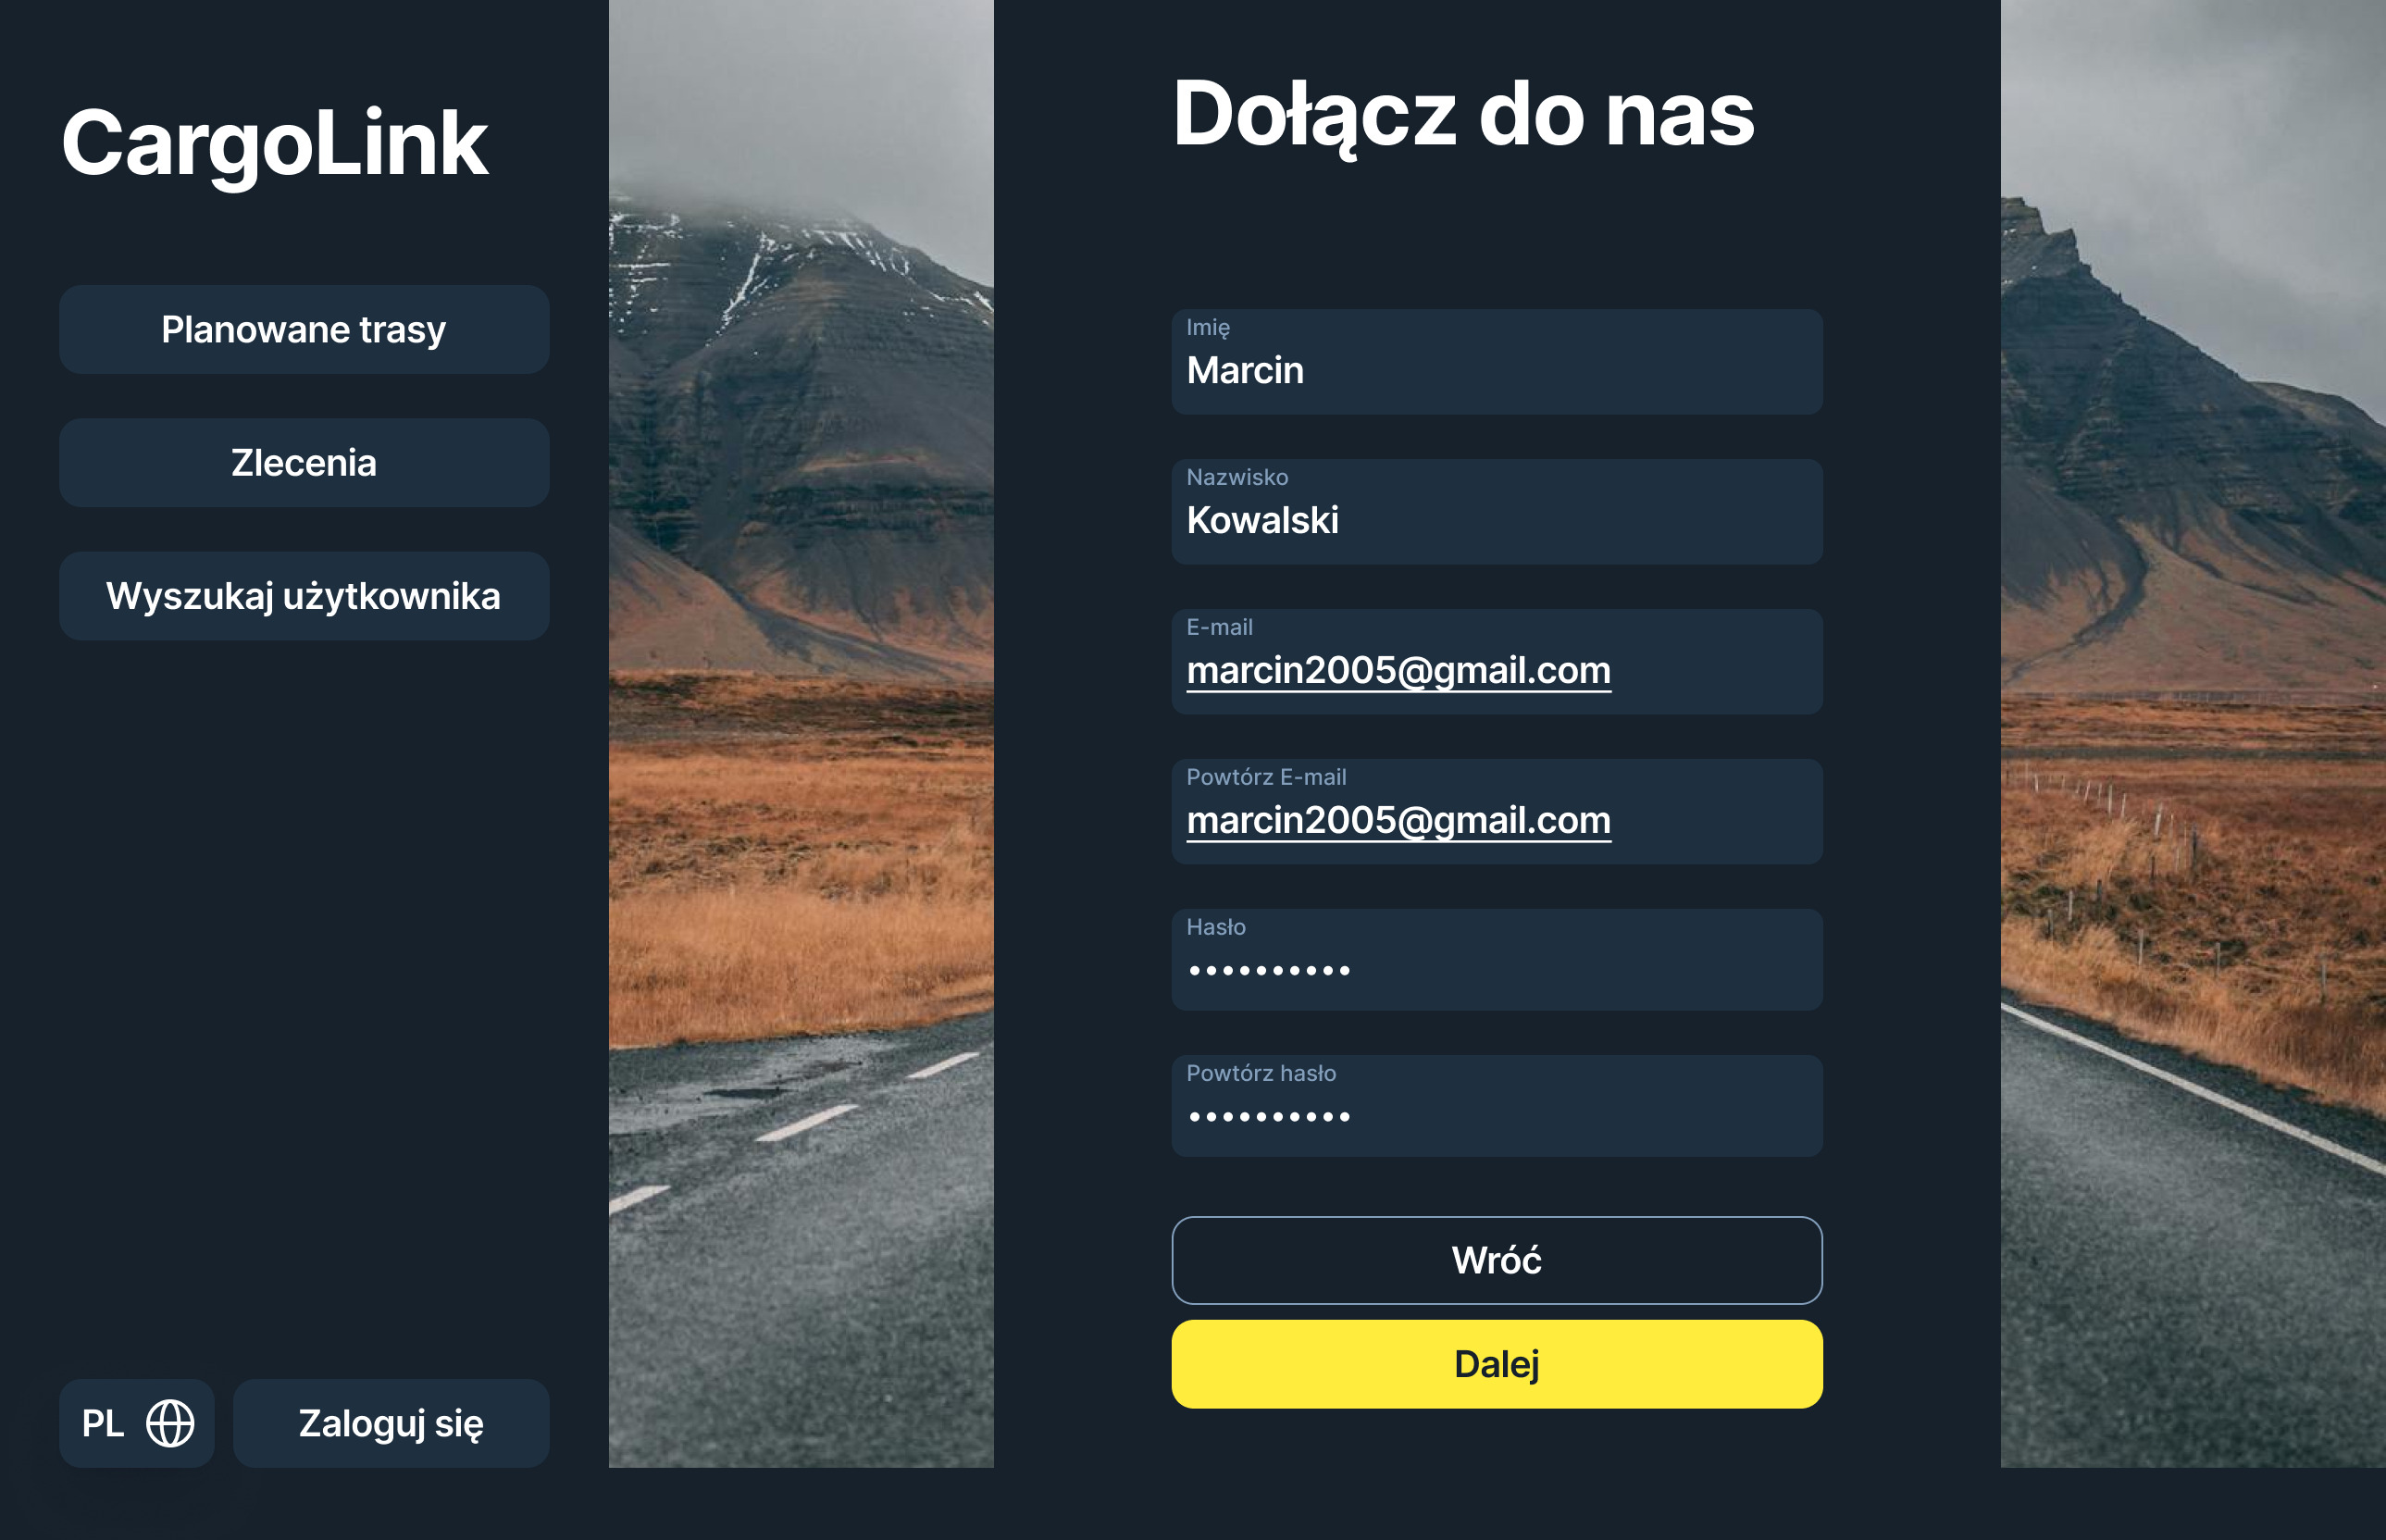 CargoLink
Planowane trasy
Zlecenia
Wyszukaj użytkownika
PL
Zaloguj się
Dołącz do nas
Imię
Marcin
Nazwisko
Kowalski
E-mail
marcin2005@gmail.com
Powtórz E-mail
marcin2005@gmail.com
Hasło
••••••••••
Powtórz hasło
••••••••••
Wróć
Dalej